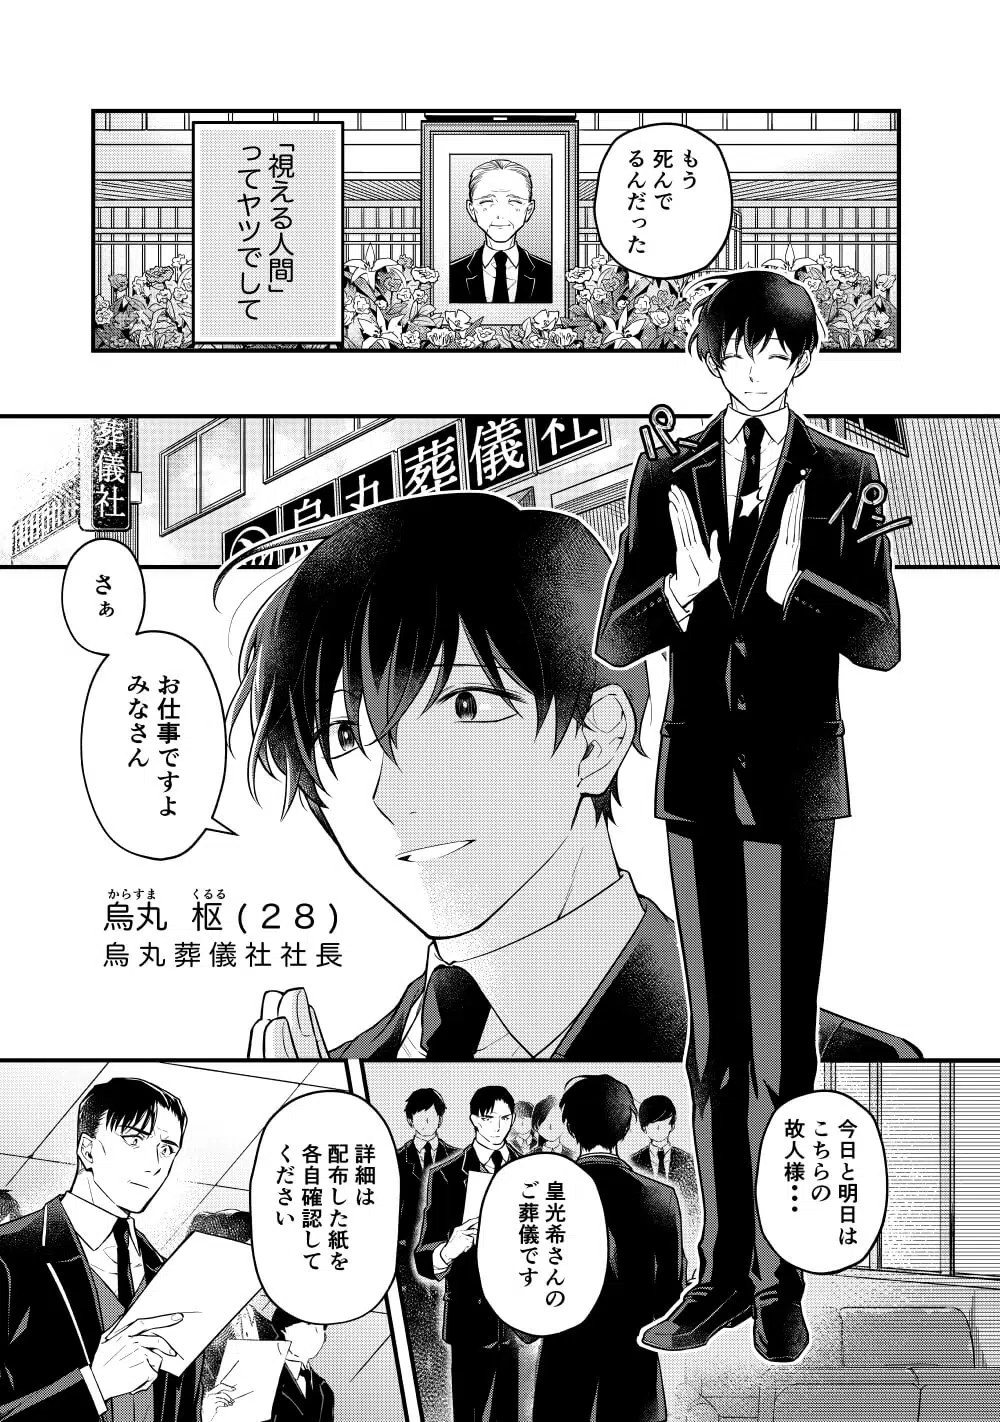 もう
死んで
るんだった
「視える人間」
ってヤツでして
パン
パン
葬儀社
烏丸葬儀社
さぁ
お仕事ですよ
みなさん
からすま くるる
烏丸 枢(28)
烏丸葬儀社社長
今日と明日は
こちらの
故人様・・
皇光希さんの
ご葬儀です
詳細は
配布した紙を
各自確認して
ください